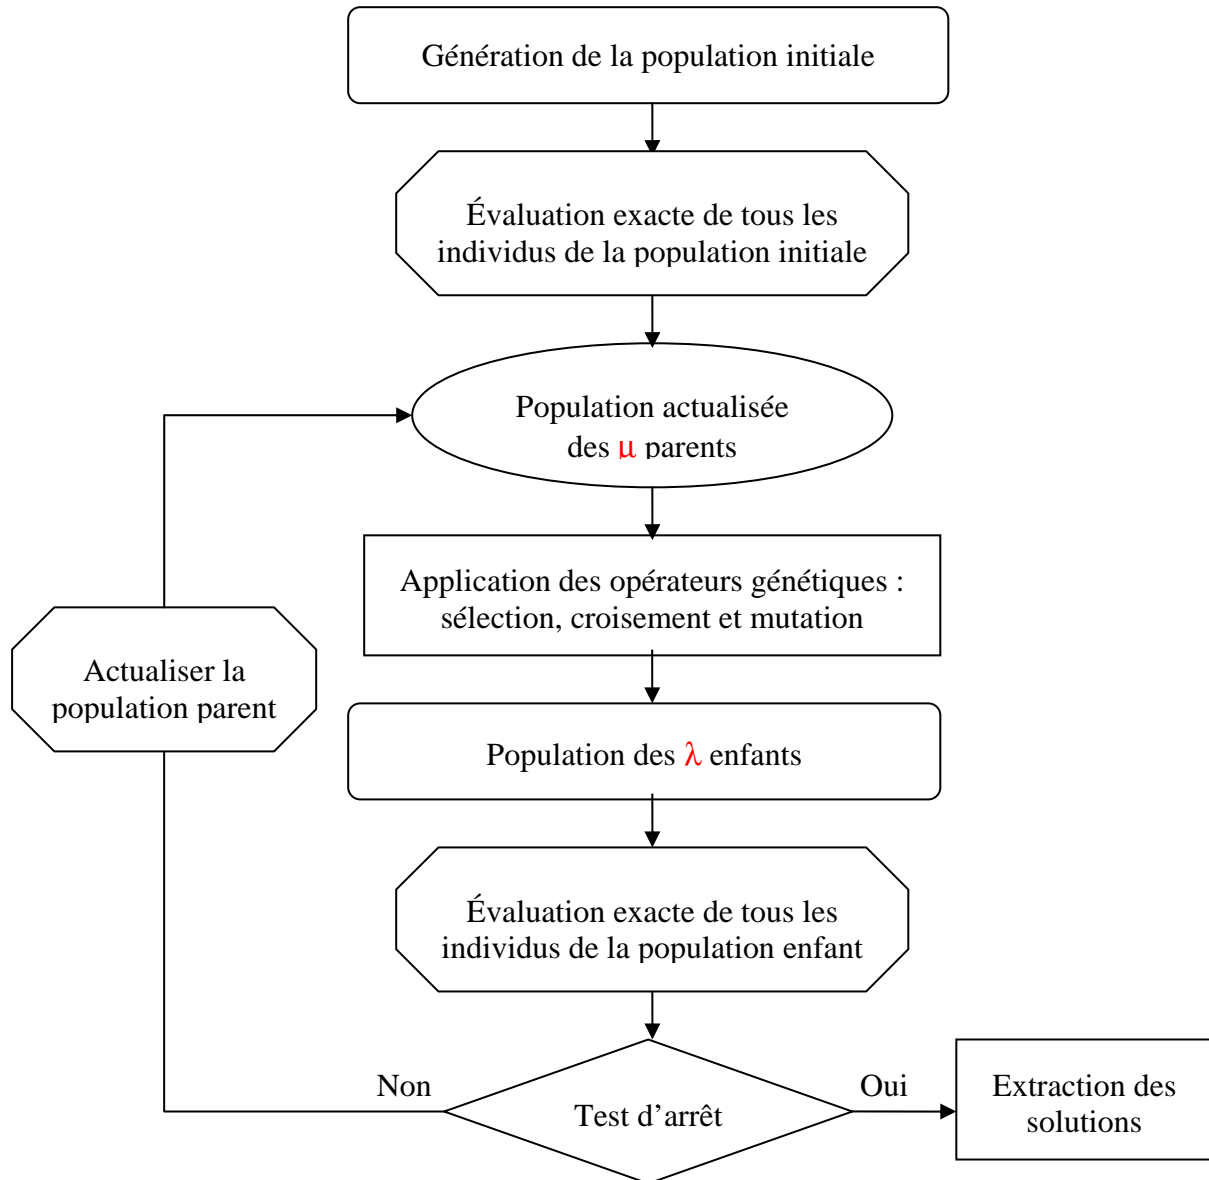 Génération de la population initiale
Évaluation exacte de tous les
individus de la population initiale
Population actualisée
des μ parents
Application des opérateurs génétiques :
sélection, croisement et mutation
Actualiser la
population parent
Population des λ enfants
Évaluation exacte de tous les
individus de la population enfant
Non
Test d’arrêt
Oui
Extraction des
solutions